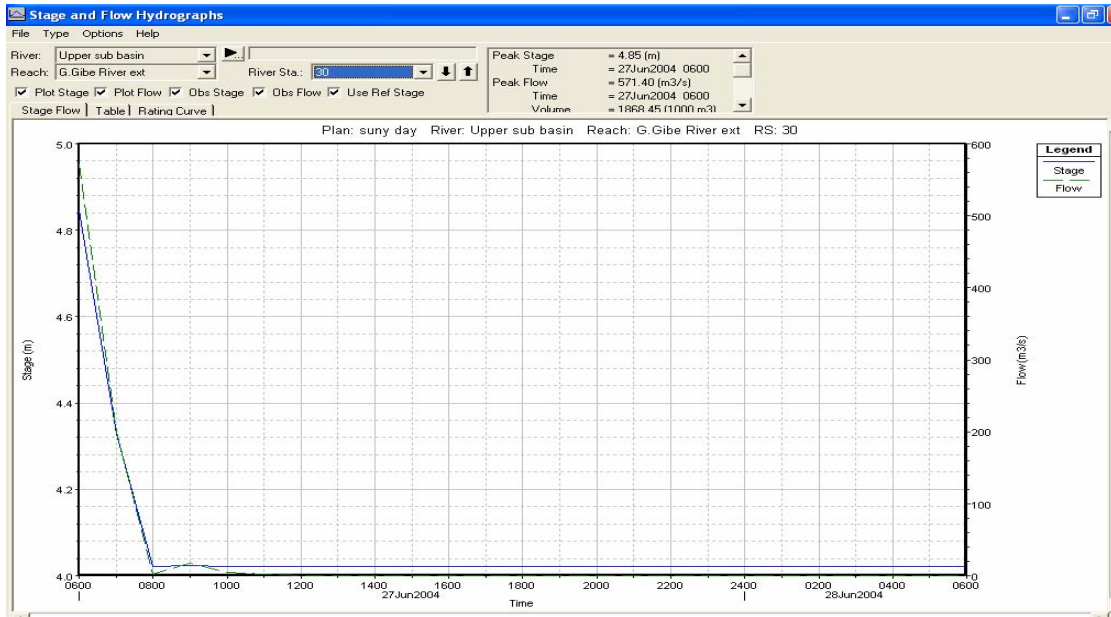 Stage and Flow Hydrographs
File Type Options Help
River: Upper sub basin
Reach: G.Gibe River ext River Sta.: 30
Plot Stage Plot Flow Obs Stage Obs Flow Use Ref Stage
Peak Stage = 4.85 (m)
Time = 27Jun2004 0600
Peak Flow = 571.40 (m3/s)
Time = 27Jun2004 0600
Volume = 1868.45 (1000 m3)
Stage Flow Table Rating Curve
Plan: suny day River: Upper sub basin Reach: G.Gibe River ext RS: 30
5.0
4.8
4.6
4.4
4.2
4.0
Stage (m)
600
500
400
300
200
100
0
Flow (m3/s)
Legend
Stage
Flow
0600 0800 1000 1200 1400 1600 1800 2000 2200 2400 0200 0400 0600
27Jun2004 28Jun2004
Time